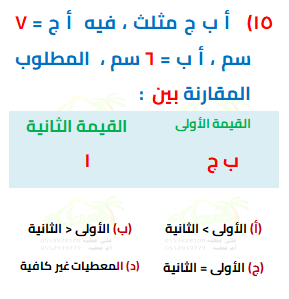 ١٥) أ ب ج مثلث ، فيه أ ج = ٧
سم ، أ ب = ٦ سم ، المطلوب
المقارنة بين :
القيمة الأولى القيمة الثانية
ب ج ١
(أ) الأولى > الثانية (ب) الأولى < الثانية
(ج) الأولى = الثانية (د) المعطيات غير كافية